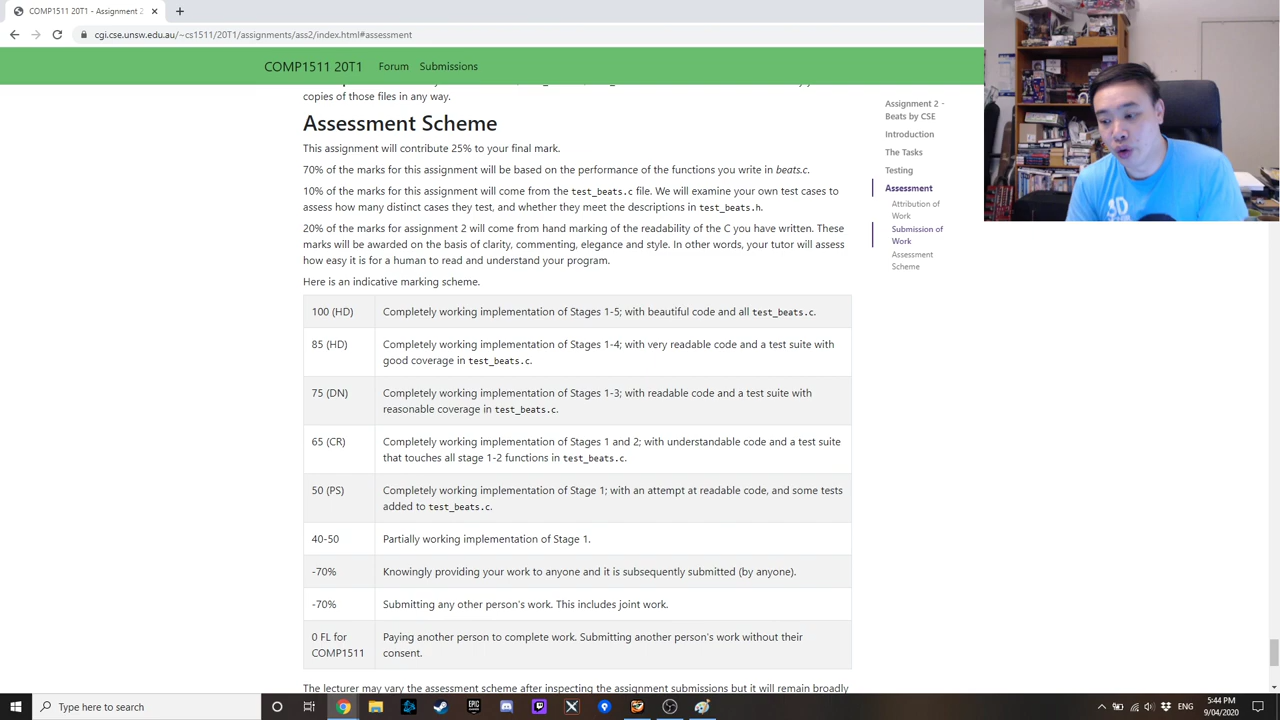 COMP1511 20T1 - Assignment 2
cgi.cse.unsw.edu.au/~cs1511/20T1/assignments/ass2/index.html#assessment
COMP1511 20T1 Forum Submissions
copies of those files in any way.
Assessment Scheme
This assignment will contribute 25% to your final mark.
70% of the marks for this assignment will be based on the performance of the functions you write in beats.c.
10% of the marks for this assignment will come from the test_beats.c file. We will examine your own test cases to
how many distinct cases they test, and whether they meet the descriptions in test_beats.h.
20% of the marks for assignment 2 will come from hand marking of the readability of the C you have written. These
marks will be awarded on the basis of clarity, commenting, elegance and style. In other words, your tutor will assess
how easy it is for a human to read and understand your program.
Here is an indicative marking scheme.
100 (HD) Completely working implementation of Stages 1-5; with beautiful code and all test_beats.c.
85 (HD) Completely working implementation of Stages 1-4; with very readable code and a test suite with
good coverage in test_beats.c.
75 (DN) Completely working implementation of Stages 1-3; with readable code and a test suite with
reasonable coverage in test_beats.c.
65 (CR) Completely working implementation of Stages 1 and 2; with understandable code and a test suite
that touches all stage 1-2 functions in test_beats.c.
50 (PS) Completely working implementation of Stage 1; with an attempt at readable code, and some tests
added to test_beats.c.
40-50 Partially working implementation of Stage 1.
-70% Knowingly providing your work to anyone and it is subsequently submitted (by anyone).
-70% Submitting any other person's work. This includes joint work.
0 FL for Paying another person to complete work. Submitting another person's work without their
COMP1511 consent.
The lecturer may vary the assessment scheme after inspecting the assignment submissions but it will remain broadly
Assignment 2 -
Beats by CSE
Introduction
The Tasks
Testing
Assessment
Attribution of
Work
Submission of
Work
Assessment
Scheme
Type here to search
5:44 PM
9/04/2020